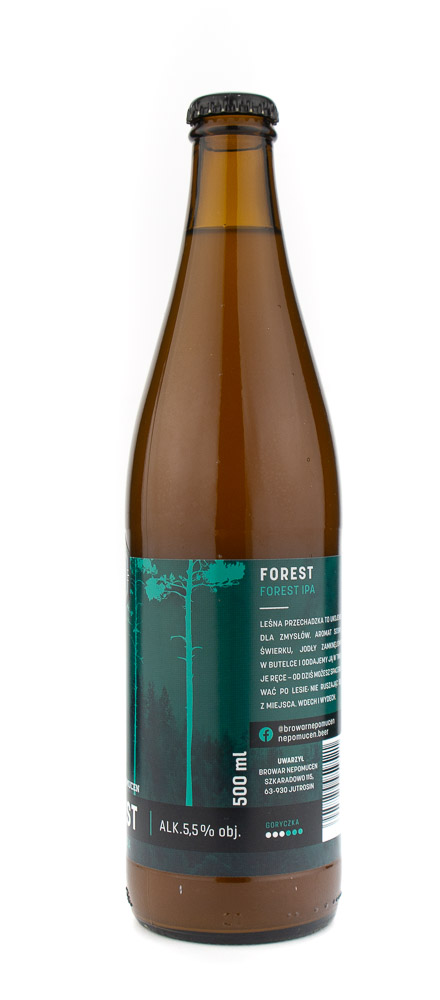 FOREST
FOREST IPA
LEŚNA PRZECHADZKA TO
DLA ZMYSŁÓW. AROMAT
ŚWIERKU, JODŁY
W BUTELCE I ODDAJEMY JĄ W
JE RĘCE – OD DZIŚ MOŻESZ
WAĆ PO LESIE NIE RUSZAJĄC
Z MIEJSCA. WDECH I WYDECH.
@browarnepomucen
nepomucen.beer
UWARZYŁ
BROWAR NEPOMUCEN
SZKARADOWO 115,
63-930 JUTROSIN
500 ml
ST
ALK.5,5% obj.
GORYCZKA